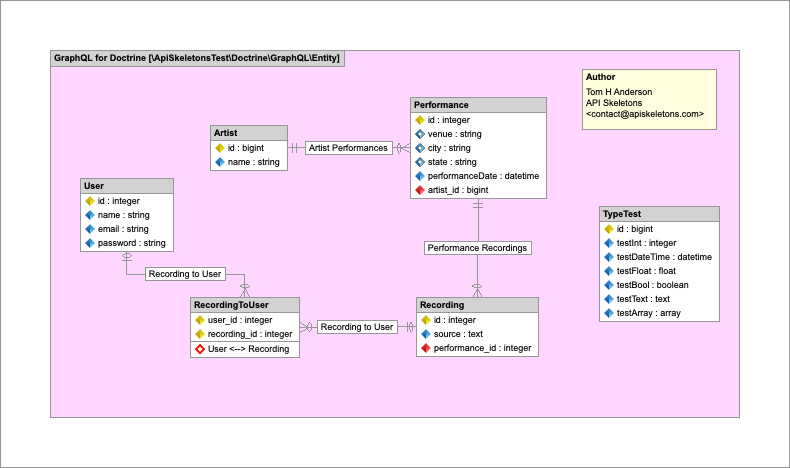 GraphQL for Doctrine [\ApiSkeletonsTest\Doctrine\GraphQL\Entity]
Author
Tom H Anderson
API Skeletons
<contact@apiskeletons.com>
Performance
id : integer
venue : string
city : string
state : string
performanceDate : datetime
artist_id : bigint
Artist
id : bigint
name : string
Artist Performances
User
id : integer
name : string
email : string
password : string
TypeTest
id : bigint
testInt : integer
testDateTime : datetime
testFloat : float
testBool : boolean
testText : text
testArray : array
Performance Recordings
Recording to User
RecordingToUser
user_id : integer
recording_id : integer
User <--> Recording
Recording to User
Recording
id : integer
source : text
performance_id : integer